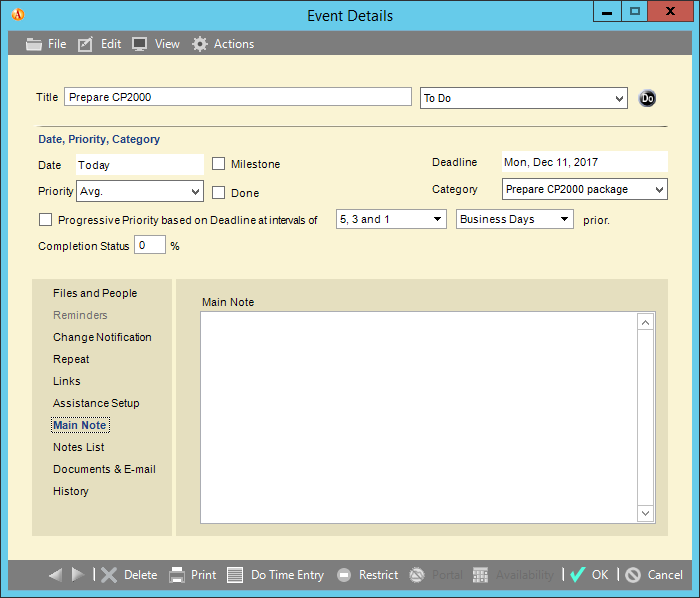 Event Details
File Edit View Actions
Title Prepare CP2000 To Do Do
Date, Priority, Category
Date Today Milestone Deadline Mon, Dec 11, 2017
Priority Avg. Done Category Prepare CP2000 package
Progressive Priority based on Deadline at intervals of 5, 3 and 1 Business Days prior.
Completion Status 0 %
Files and People
Reminders
Change Notification
Repeat
Links
Assistance Setup
Main Note
Notes List
Documents & E-mail
History
Main Note
Delete Print Do Time Entry Restrict Portal Availability OK Cancel